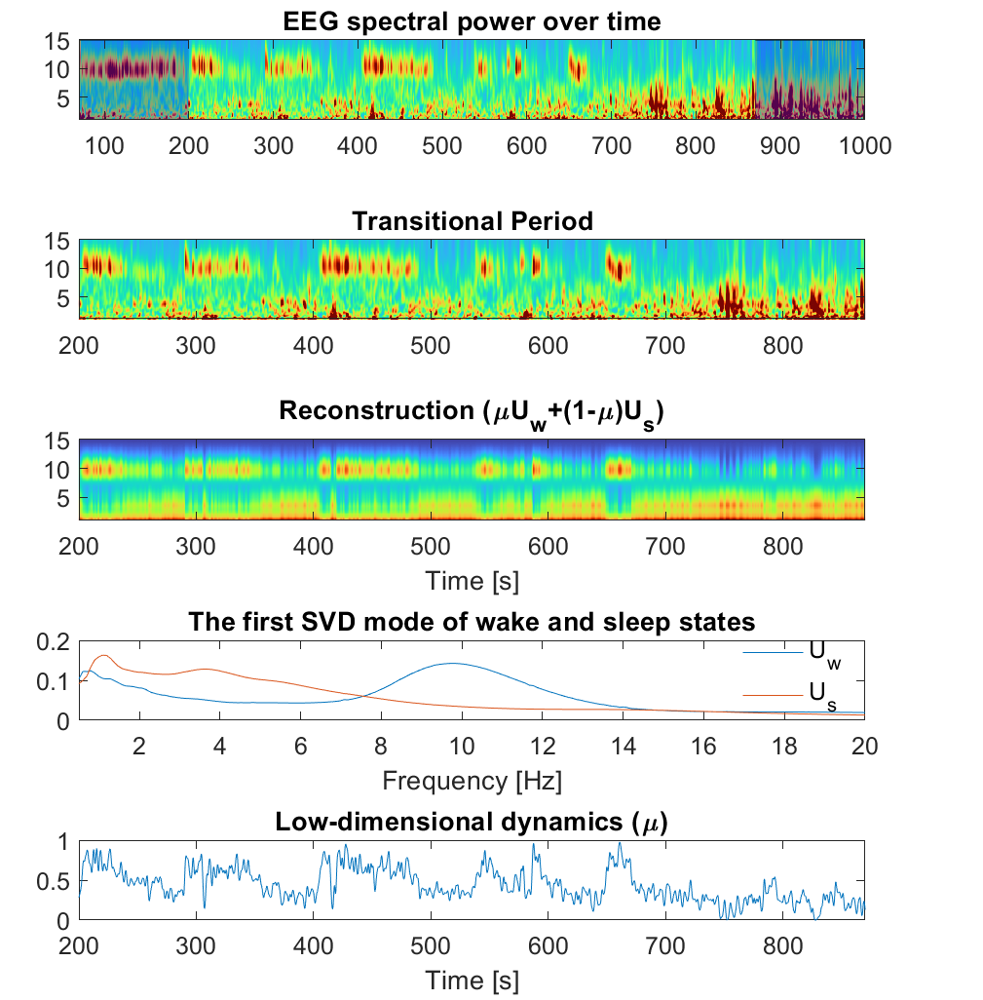 EEG spectral power over time
15
10
5
100 200 300 400 500 600 700 800 900 1000
Transitional Period
15
10
5
200 300 400 500 600 700 800
Reconstruction (μU_w+(1-μ)U_s)
15
10
5
200 300 400 500 600 700 800
Time [s]
The first SVD mode of wake and sleep states
0.2
0.1
0
U_w
U_s
2 4 6 8 10 12 14 16 18 20
Frequency [Hz]
Low-dimensional dynamics (μ)
1
0.5
0
200 300 400 500 600 700 800
Time [s]